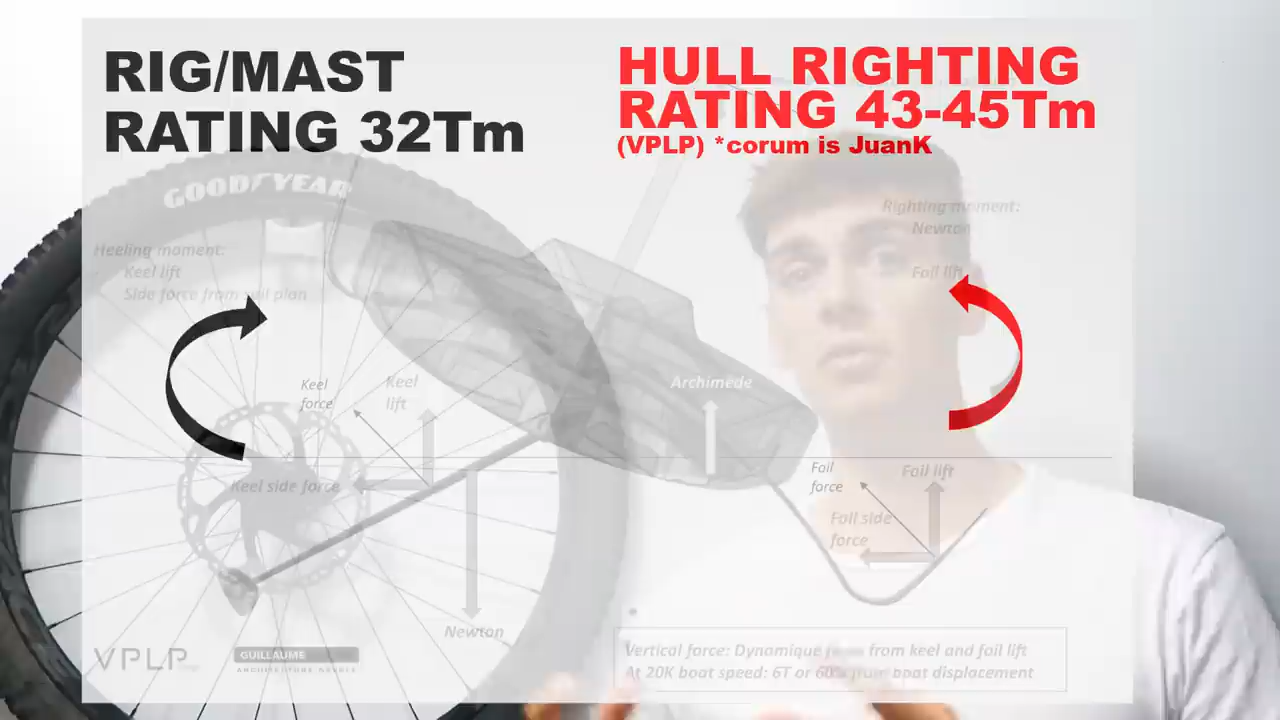 RIG/MAST
RATING 32Tm
HULL RIGHTING
RATING 43-45Tm
(VPLP) *corum is JuanK
GOODYEAR
Righting moment:
Newton
Foil lift
Heeling moment:
Keel lift
Side force from sail plan
Keel
force
Keel
lift
Archimede
Keel side force
Foil
force
Foil lift
Foil side
force
Newton
VPLP
GUILLAUME
Vertical force: Dynamique from keel and foil lift
At 20K boat speed: 6T or 60% from boat displacement